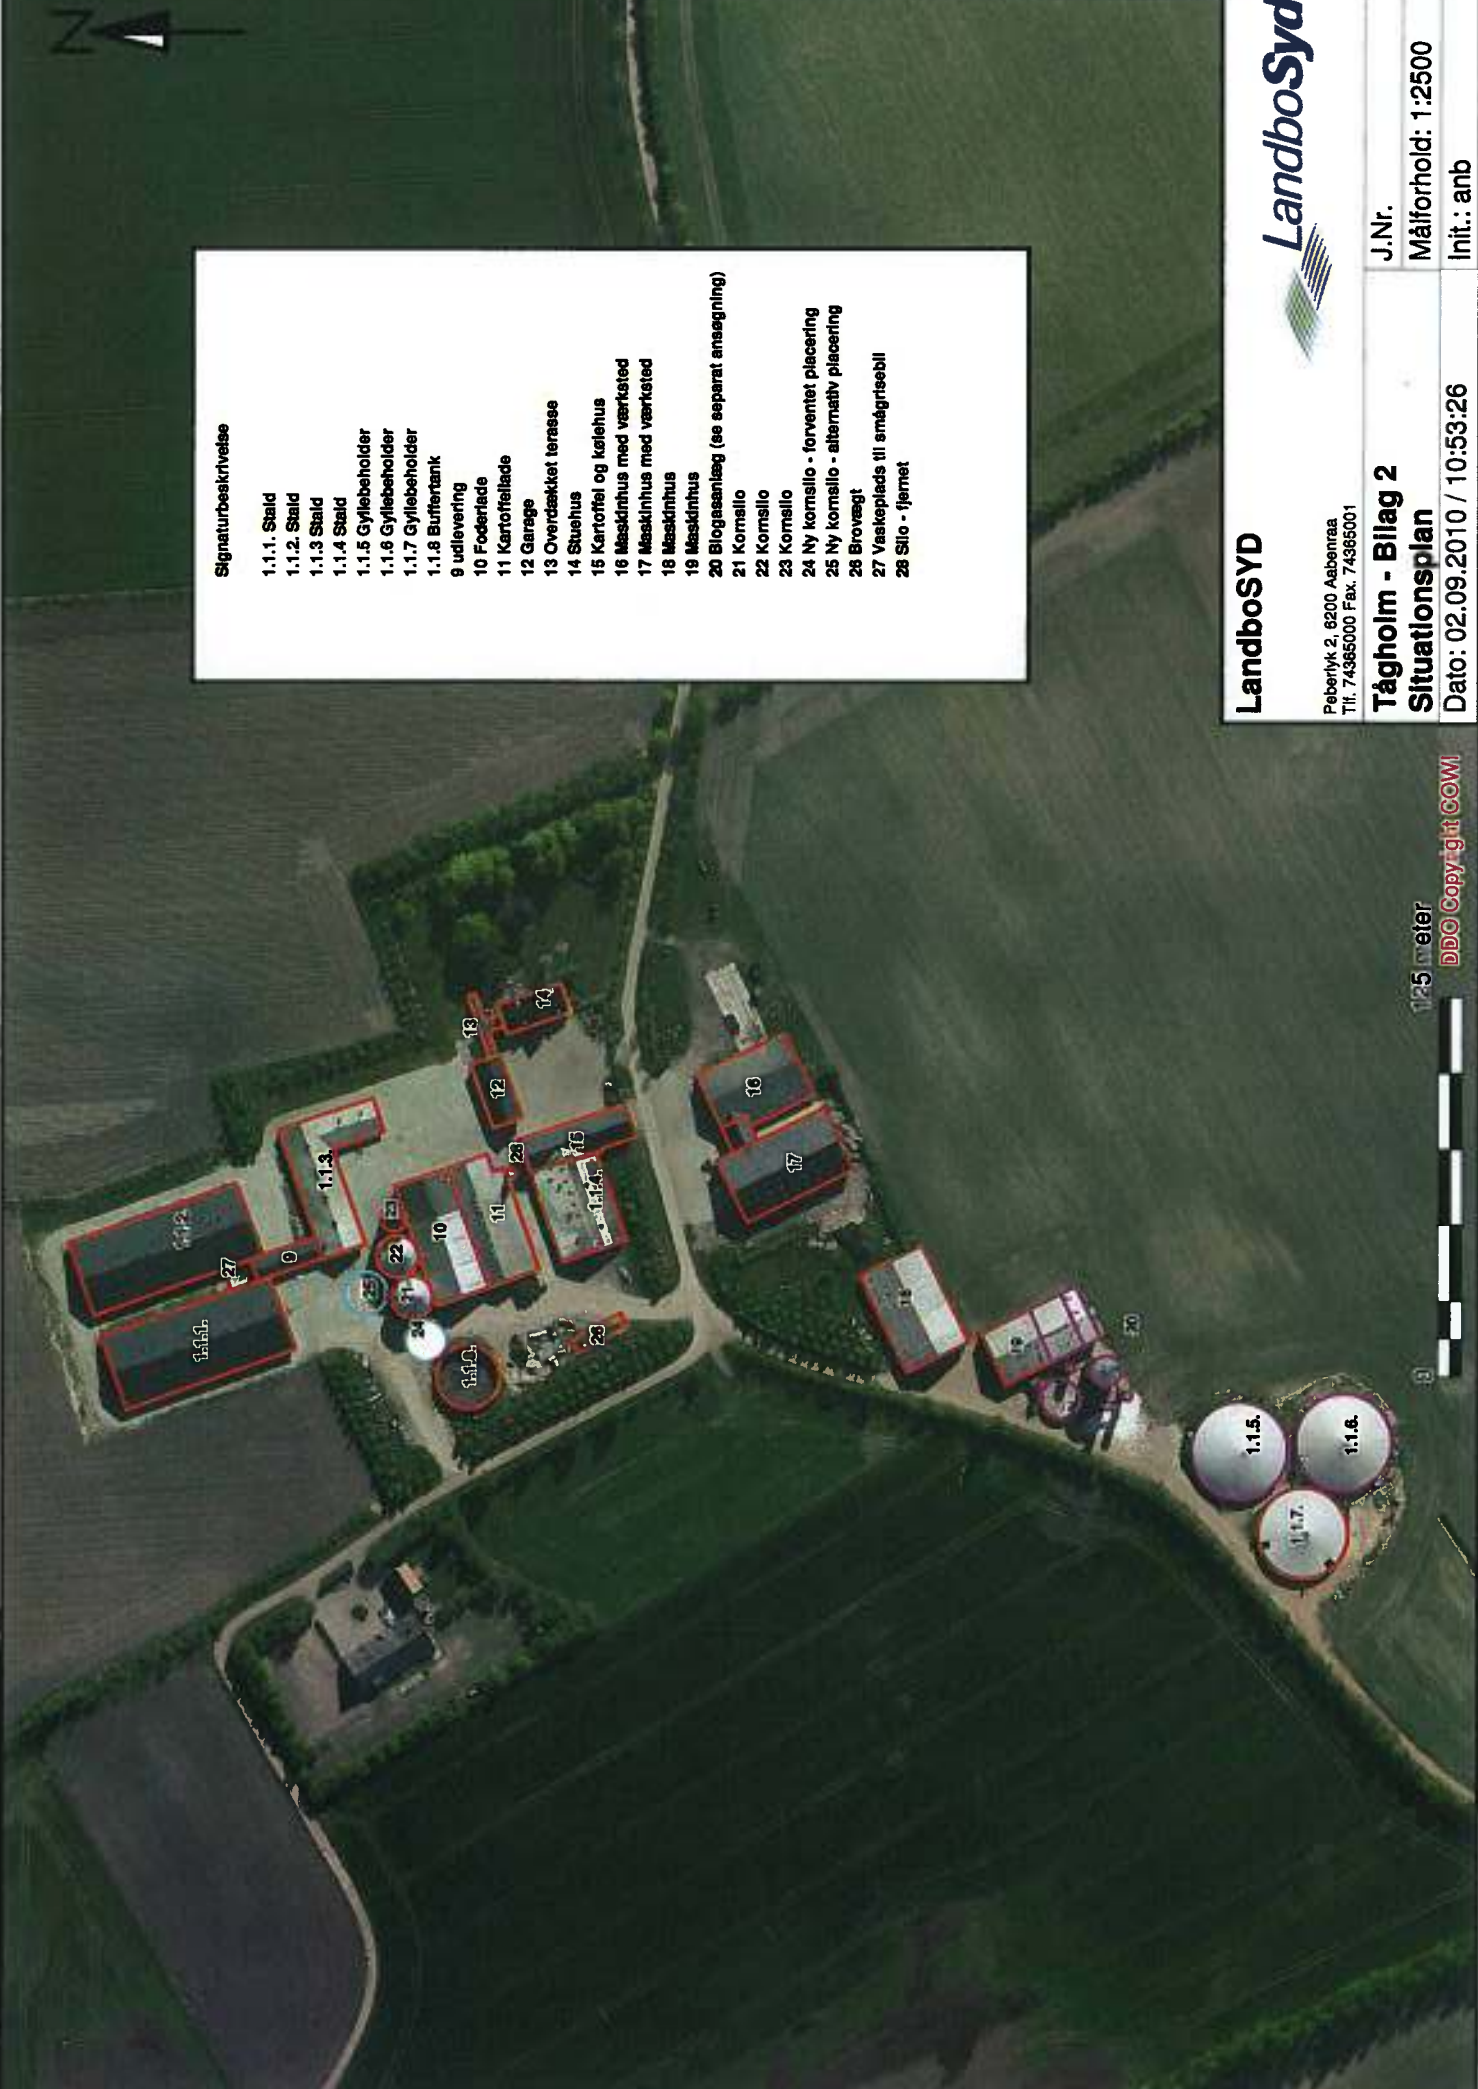 N
Signaturbeskrivelse
1.1.1. Stald
1.1.2. Stald
1.1.3 Stald
1.1.4 Stald
1.1.5 Gyllebeholder
1.1.6 Gyllebeholder
1.1.7 Gyllebeholder
1.1.8 Buffertank
9 udlevering
10 Foderlade
11 Kartoffellade
12 Garage
13 Overdækket terasse
14 Stuehus
15 Kartoffel og kølehus
16 Maskinhus med værksted
17 Maskinhus med værksted
18 Maskinhus
19 Maskinhus
20 Biogasanlæg (se separat ansøgning)
21 Kornsilo
22 Kornsilo
23 Kornsilo
24 Ny kornsilo - forventet placering
25 Ny kornsilo - alternativ placering
26 Brovægt
27 Vaskeplads til smågrisebil
28 Silo - fjernet
1.1.1.
1.1.2
27
9
1.1.3.
25
22
23
21
24
1.1.8.
10
11
28
12
13
14
15
1.1.4.
26
16
17
18
19
20
1.1.5.
1.1.6.
1.1.7.
0
125 meter
DDO Copyright COWI
LandboSYD
LandboSyd
Peberlyk 2, 6200 Aabenraa
Tlf. 74365000 Fax. 74365001
Tågholm - Bilag 2
Situationsplan
J.Nr.
Målforhold: 1:2500
Dato: 02.09.2010 / 10:53:26
Init.: anb